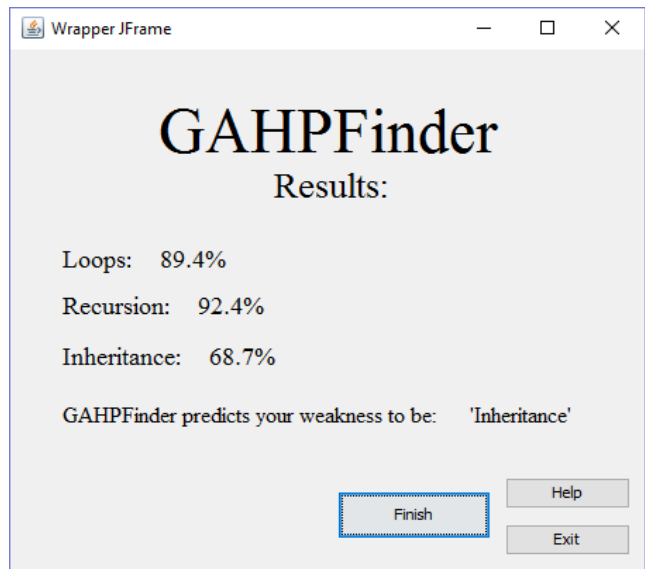 Wrapper JFrame
GAHPFinder
Results:
Loops: 89.4%
Recursion: 92.4%
Inheritance: 68.7%
GAHPFinder predicts your weakness to be: 'Inheritance'
Help
Finish
Exit